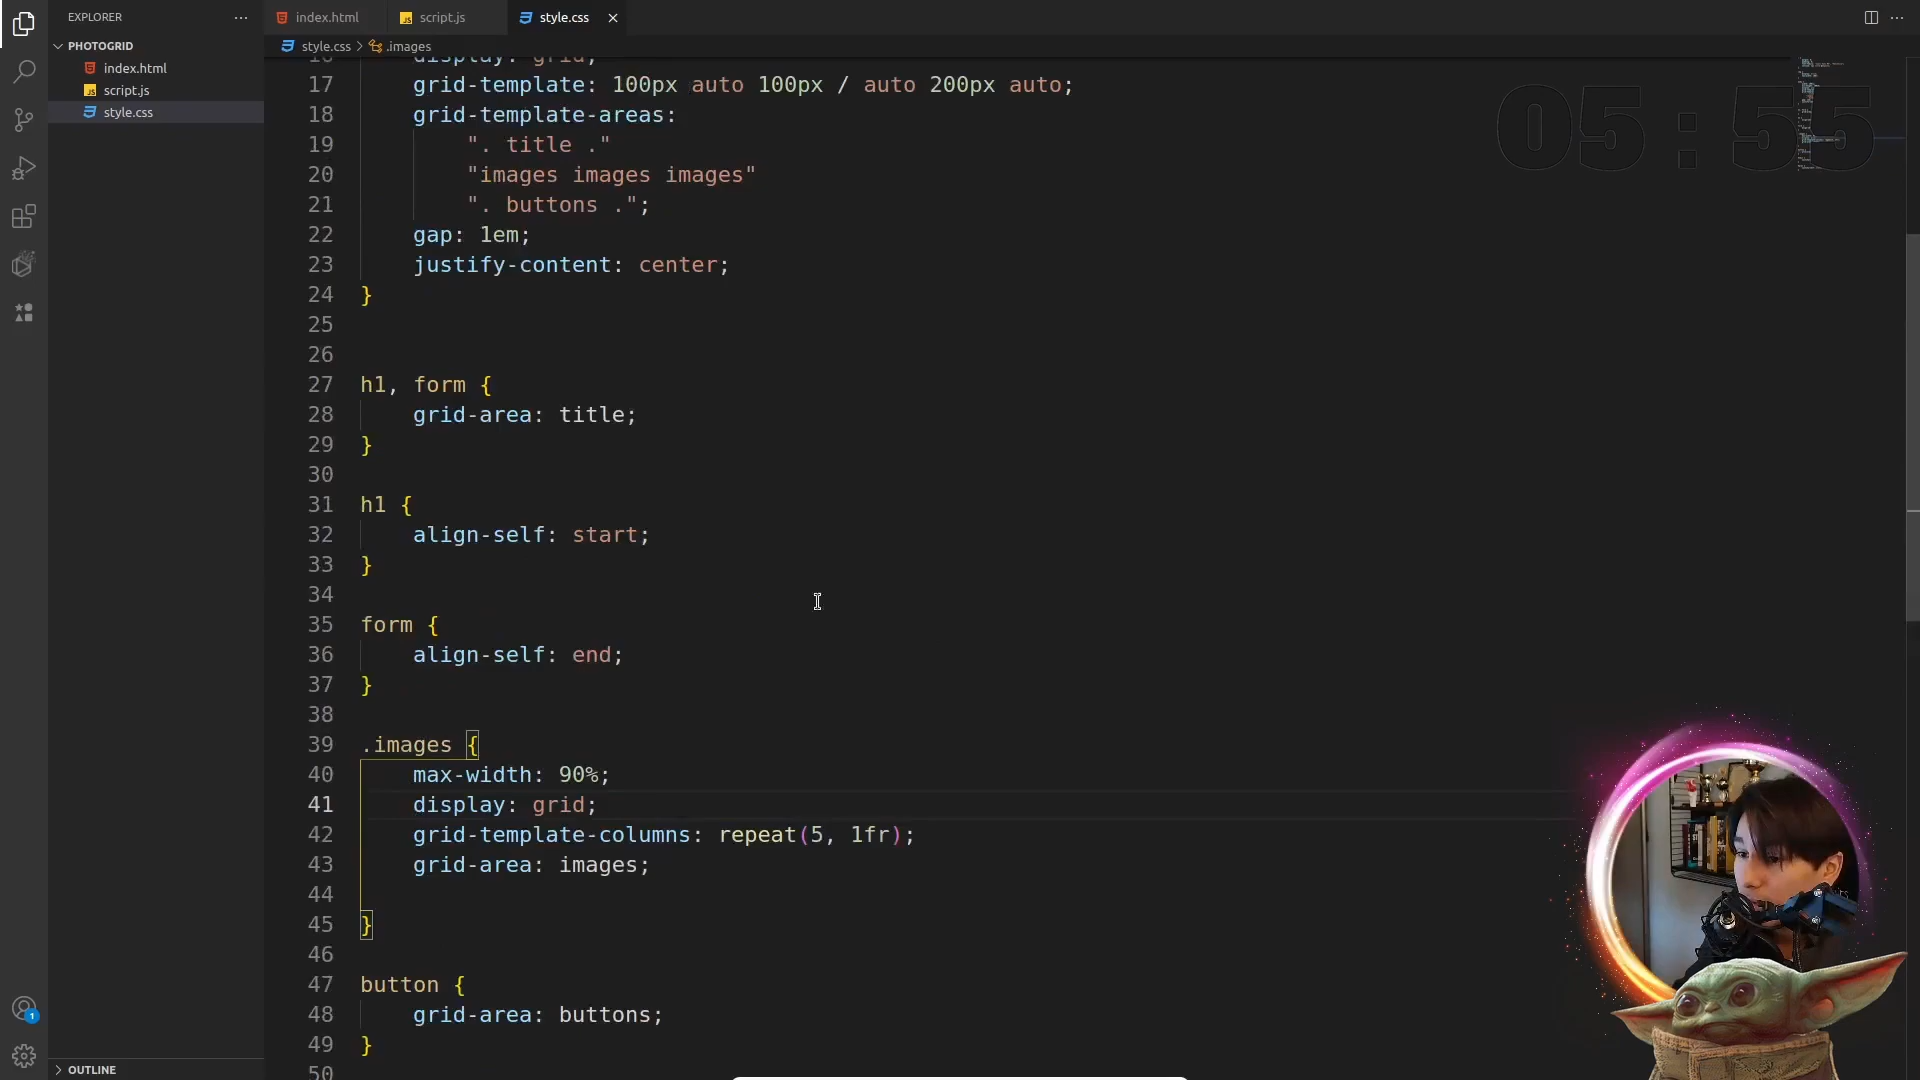 EXPLORER
PHOTOGRID
index.html
script.js
style.css
OUTLINE
1
index.html
script.js
style.css
style.css > .images
05:55
16 display: grid;
17 grid-template: 100px auto 100px / auto 200px auto;
18 grid-template-areas:
19 ". title ."
20 "images images images"
21 ". buttons .";
22 gap: 1em;
23 justify-content: center;
24 }
25
26
27 h1, form {
28 grid-area: title;
29 }
30
31 h1 {
32 align-self: start;
33 }
34
35 form {
36 align-self: end;
37 }
38
39 .images {
40 max-width: 90%;
41 display: grid;
42 grid-template-columns: repeat(5, 1fr);
43 grid-area: images;
44
45 }
46
47 button {
48 grid-area: buttons;
49 }
50